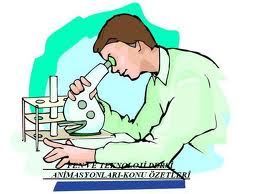 FEN VE TEKNOLOJİ DERSİ
ANİMASYONLARI-KONU ÖZETLERİ